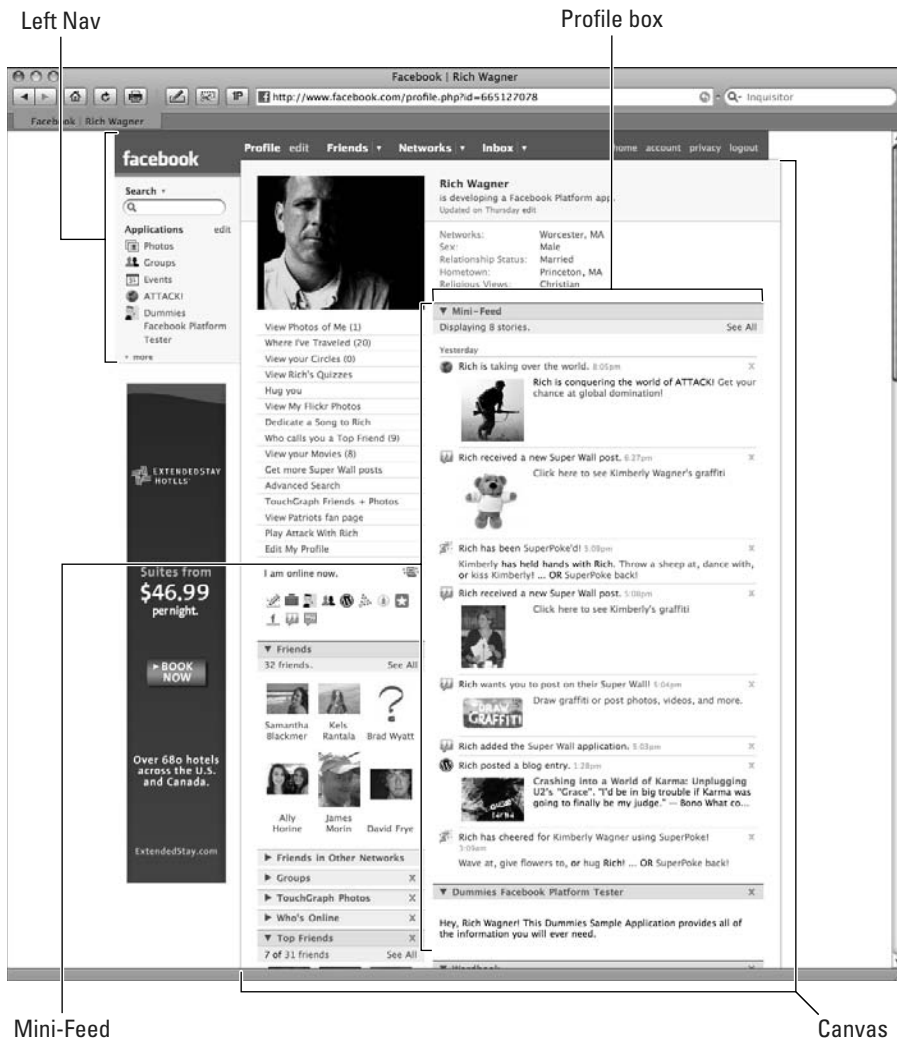 Left Nav
Profile box
Facebook | Rich Wagner
http://www.facebook.com/profile.php?id=665127078
Inquisitor
Facebook | Rich Wagner
facebook
Profile edit Friends Networks Inbox home account privacy logout
Search
Applications edit
Photos
Groups
31 Events
ATTACK!
Dummies
Facebook Platform
Tester
more
EXTENDEDSTAY
HOTELS
Suites from
$46.99
per night.
BOOK
NOW
Over 680 hotels
across the U.S.
and Canada.
ExtendedStay.com
Rich Wagner
is developing a Facebook Platform app.
Updated on Thursday edit
Networks: Worcester, MA
Sex: Male
Relationship Status: Married
Hometown: Princeton, MA
Religious Views: Christian
View Photos of Me (1)
Where I've Traveled (20)
View your Circles (0)
View Rich's Quizzes
Hug you
View My Flickr Photos
Dedicate a Song to Rich
Who calls you a Top Friend (9)
View your Movies (8)
Get more Super Wall posts
Advanced Search
TouchGraph Friends + Photos
View Patriots fan page
Play Attack With Rich
Edit My Profile
I am online now.
Friends
32 friends. See All
Samantha
Blackmer
Kels
Rantala
Brad Wyatt
Ally
Horine
James
Morin
David Frye
Friends in Other Networks
Groups X
TouchGraph Photos X
Who's Online X
Top Friends X
7 of 31 friends See All
Mini-Feed
Displaying 8 stories. See All
Yesterday
Rich is taking over the world. 8:05pm X
Rich is conquering the world of ATTACK! Get your
chance at global domination!
Rich received a new Super Wall post. 6:27pm X
Click here to see Kimberly Wagner's graffiti
Rich has been SuperPoke'd! 5:09pm X
Kimberly has held hands with Rich. Throw a sheep at, dance with,
or kiss Kimberly! ... OR SuperPoke back!
Rich received a new Super Wall post. 5:08pm X
Click here to see Kimberly's graffiti
Rich wants you to post on their Super Wall! 5:04pm X
DRAW
GRAFFITI
Draw graffiti or post photos, videos, and more.
Rich added the Super Wall application. 5:03pm X
Rich posted a blog entry. 1:28pm X
Crashing into a World of Karma: Unplugging
U2's "Grace". "I'd be in big trouble if Karma was
going to finally be my judge." — Bono What co...
Rich has cheered for Kimberly Wagner using SuperPoke! X
3:09am
Wave at, give flowers to, or hug Rich! ... OR SuperPoke back!
Dummies Facebook Platform Tester X
Hey, Rich Wagner! This Dummies Sample Application provides all of
the information you will ever need.
Wordbook X
Mini-Feed
Canvas